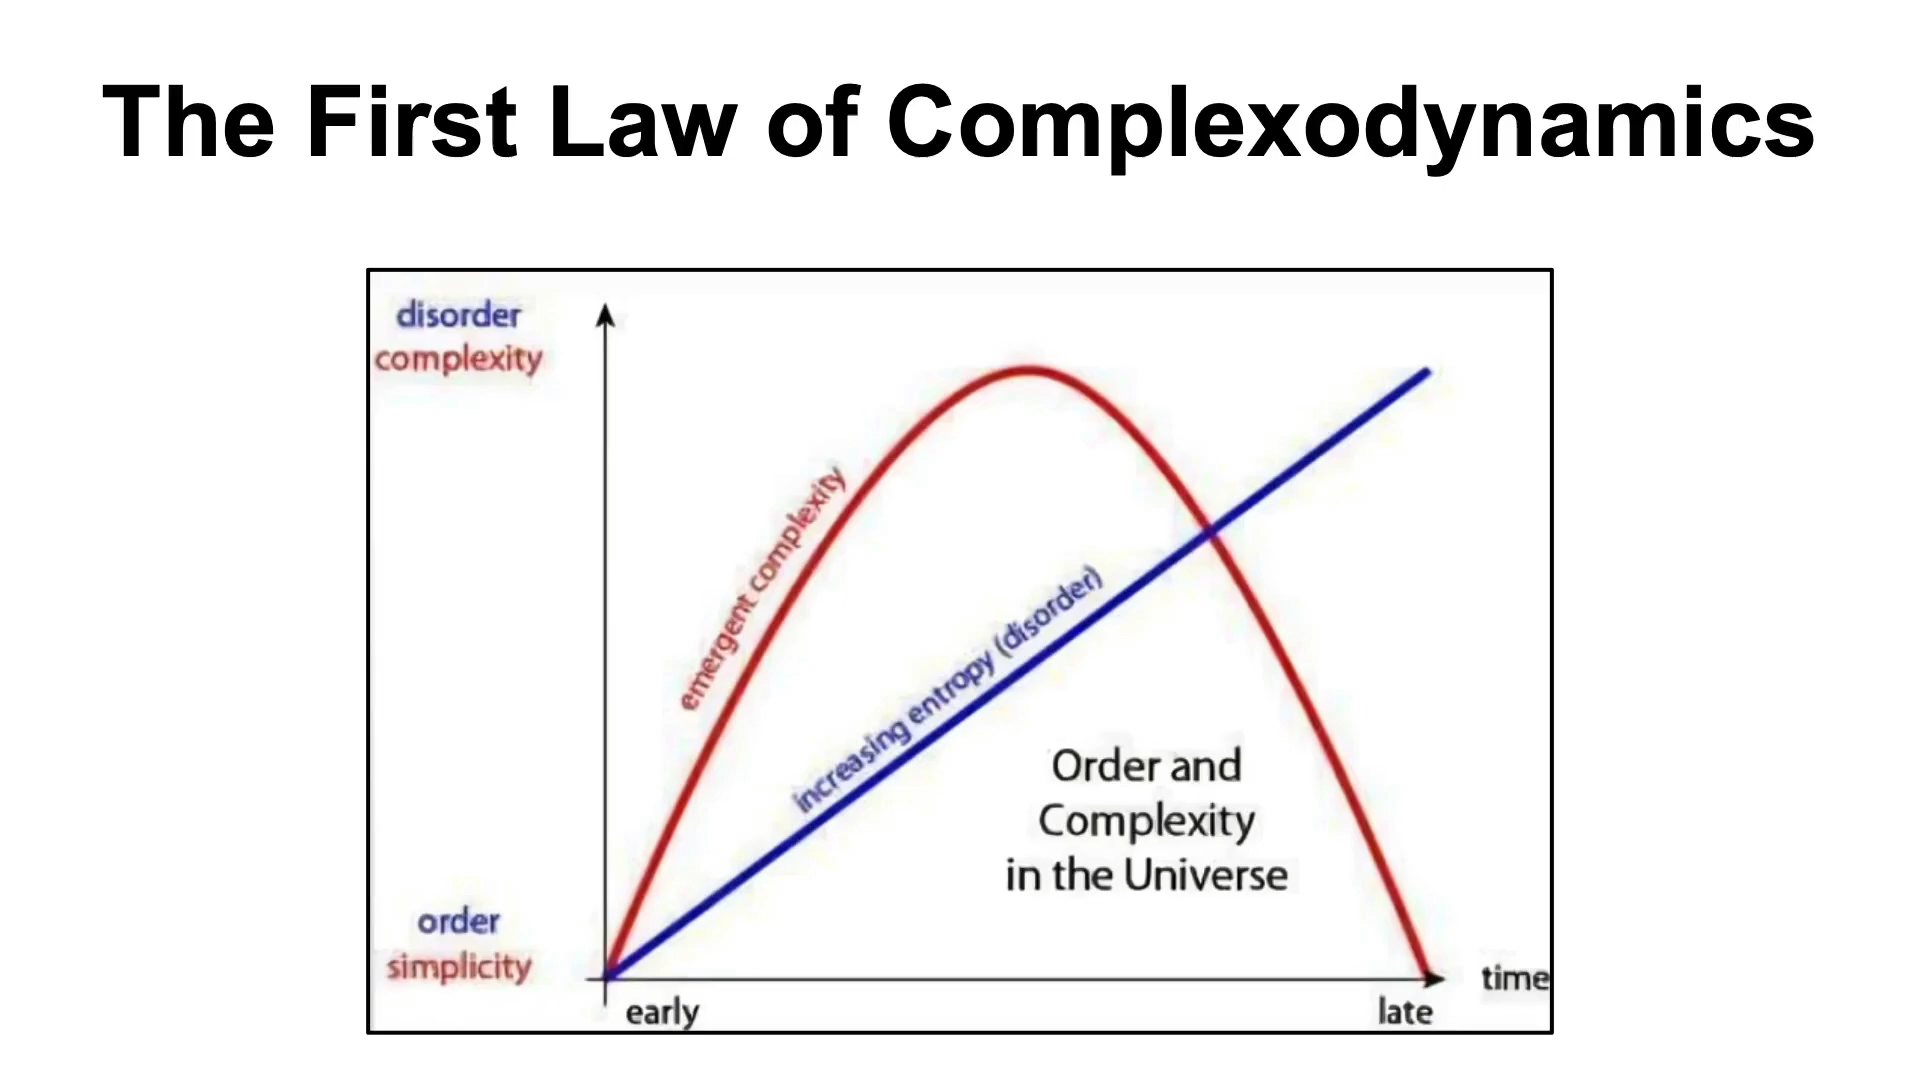 The First Law of Complexodynamics
disorder
complexity
emergent complexity
increasing entropy (disorder)
Order and
Complexity
in the Universe
order
simplicity
time
early
late